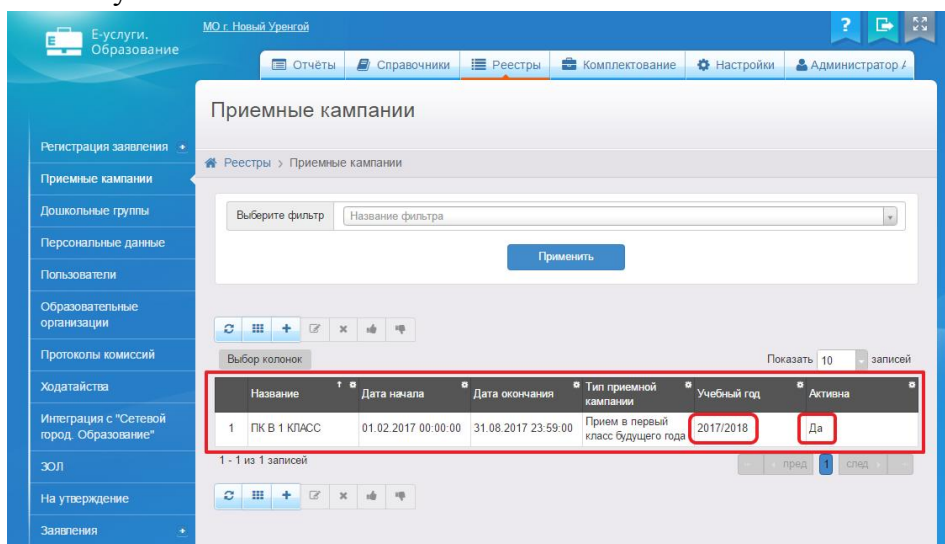 Е-услуги.
Образование
МО г. Новый Уренгой
?
Отчёты Справочники Реестры Комплектование Настройки Администратор
Приемные кампании
Реестры > Приемные кампании
Регистрация заявления
Приемные кампании
Дошкольные группы
Персональные данные
Пользователи
Образовательные
организации
Протоколы комиссий
Ходатайства
Интеграция с "Сетевой
город. Образование"
ЗОЛ
На утверждение
Заявления
Выберите фильтр Название фильтра
Применить
Выбор колонок Показать 10 записей
Название Дата начала Дата окончания Тип приемной
кампании Учебный год Активна
1 ПК В 1 КЛАСС 01.02.2017 00:00:00 31.08.2017 23:59:00 Прием в первый
класс будущего года 2017/2018 Да
1 - 1 из 1 записей пред 1 след